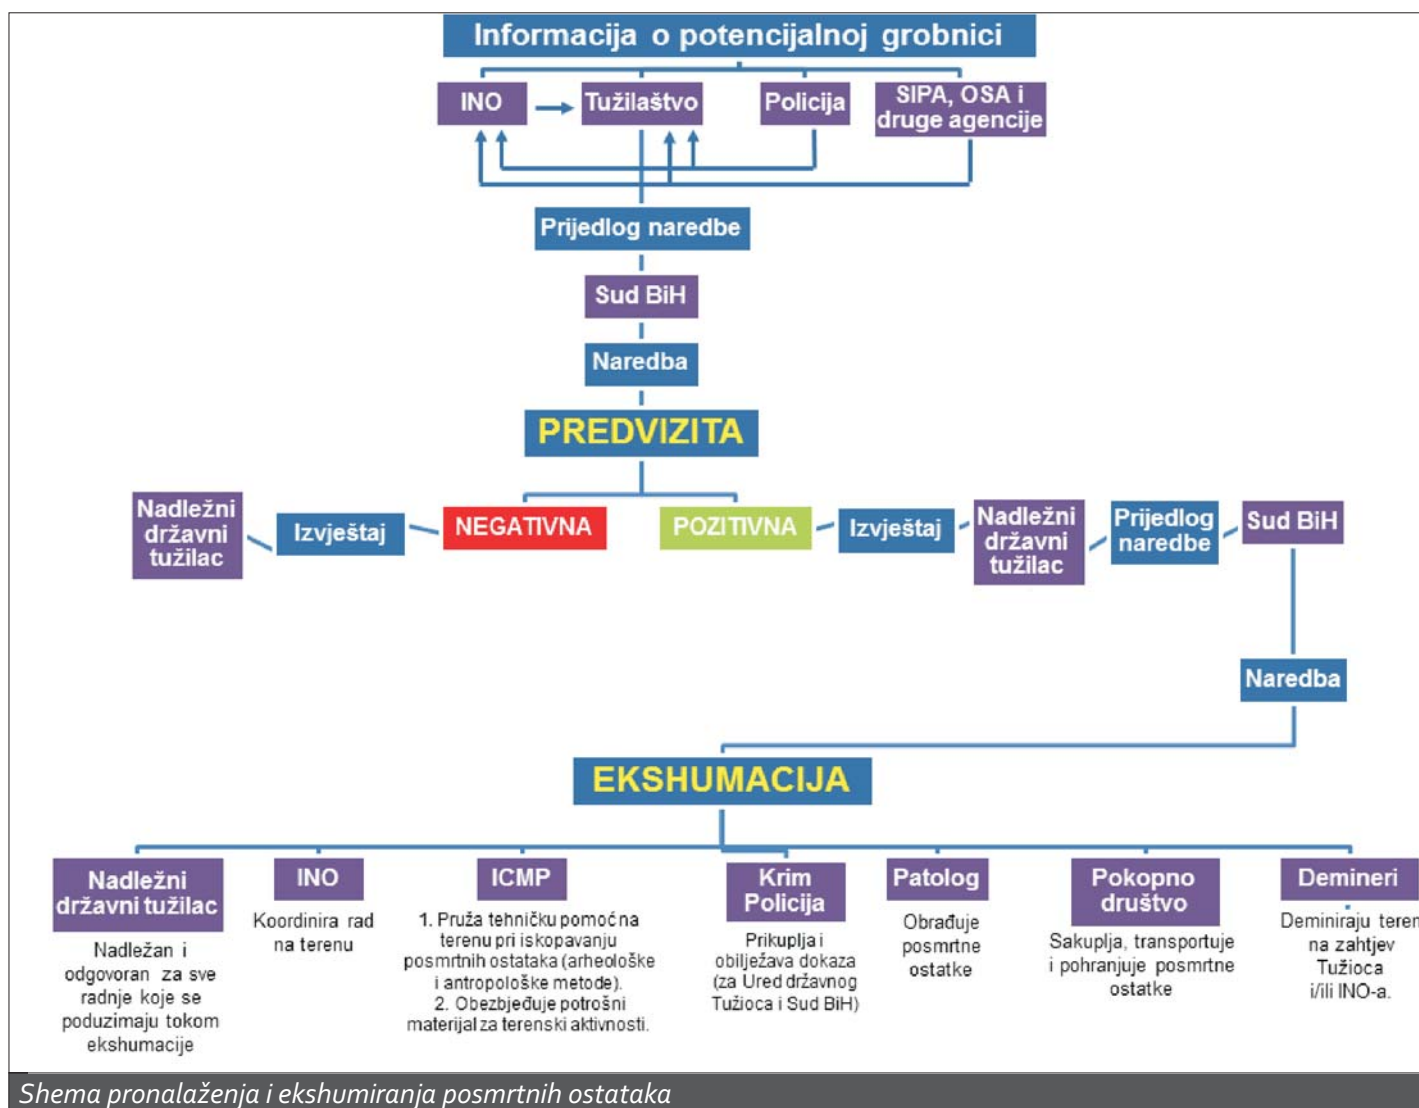 Informacija o potencijalnoj grobnici
INO
Tužilaštvo
Policija
SIPA, OSA i
druge agencije
Prijedlog naredbe
Sud BiH
Naredba
PREDVIZITA
Nadležni
državni
tužilac
Izvještaj
NEGATIVNA
POZITIVNA
Izvještaj
Nadležni
državni
tužilac
Prijedlog
naredbe
Sud BiH
Naredba
EKSHUMACIJA
Nadležni
državni tužilac
Nadležan i
odgovoran za sve
radnje koje se
poduzimaju tokom
ekshumacije
INO
Koordinira rad
na terenu
ICMP
1. Pruža tehničku pomoć na
terenu pri iskopavanju
posmrtnih ostataka (arheološke
i antropološke metode).
2. Obezbjeđuje potrošni
materijal za terenski aktivnosti.
Krim
Policija
Prikuplja i
obilježava dokaza
(za Ured državnog
Tužioca i Sud BiH)
Patolog
Obrađuje
posmrtne
ostatke
Pokopno
društvo
Sakuplja, transportuje
i pohranjuje posmrtne
ostatke
Demineri
Deminiraju teren
na zahtjev
Tužioca
i/ili INO-a.
Shema pronalaženja i ekshumiranja posmrtnih ostataka